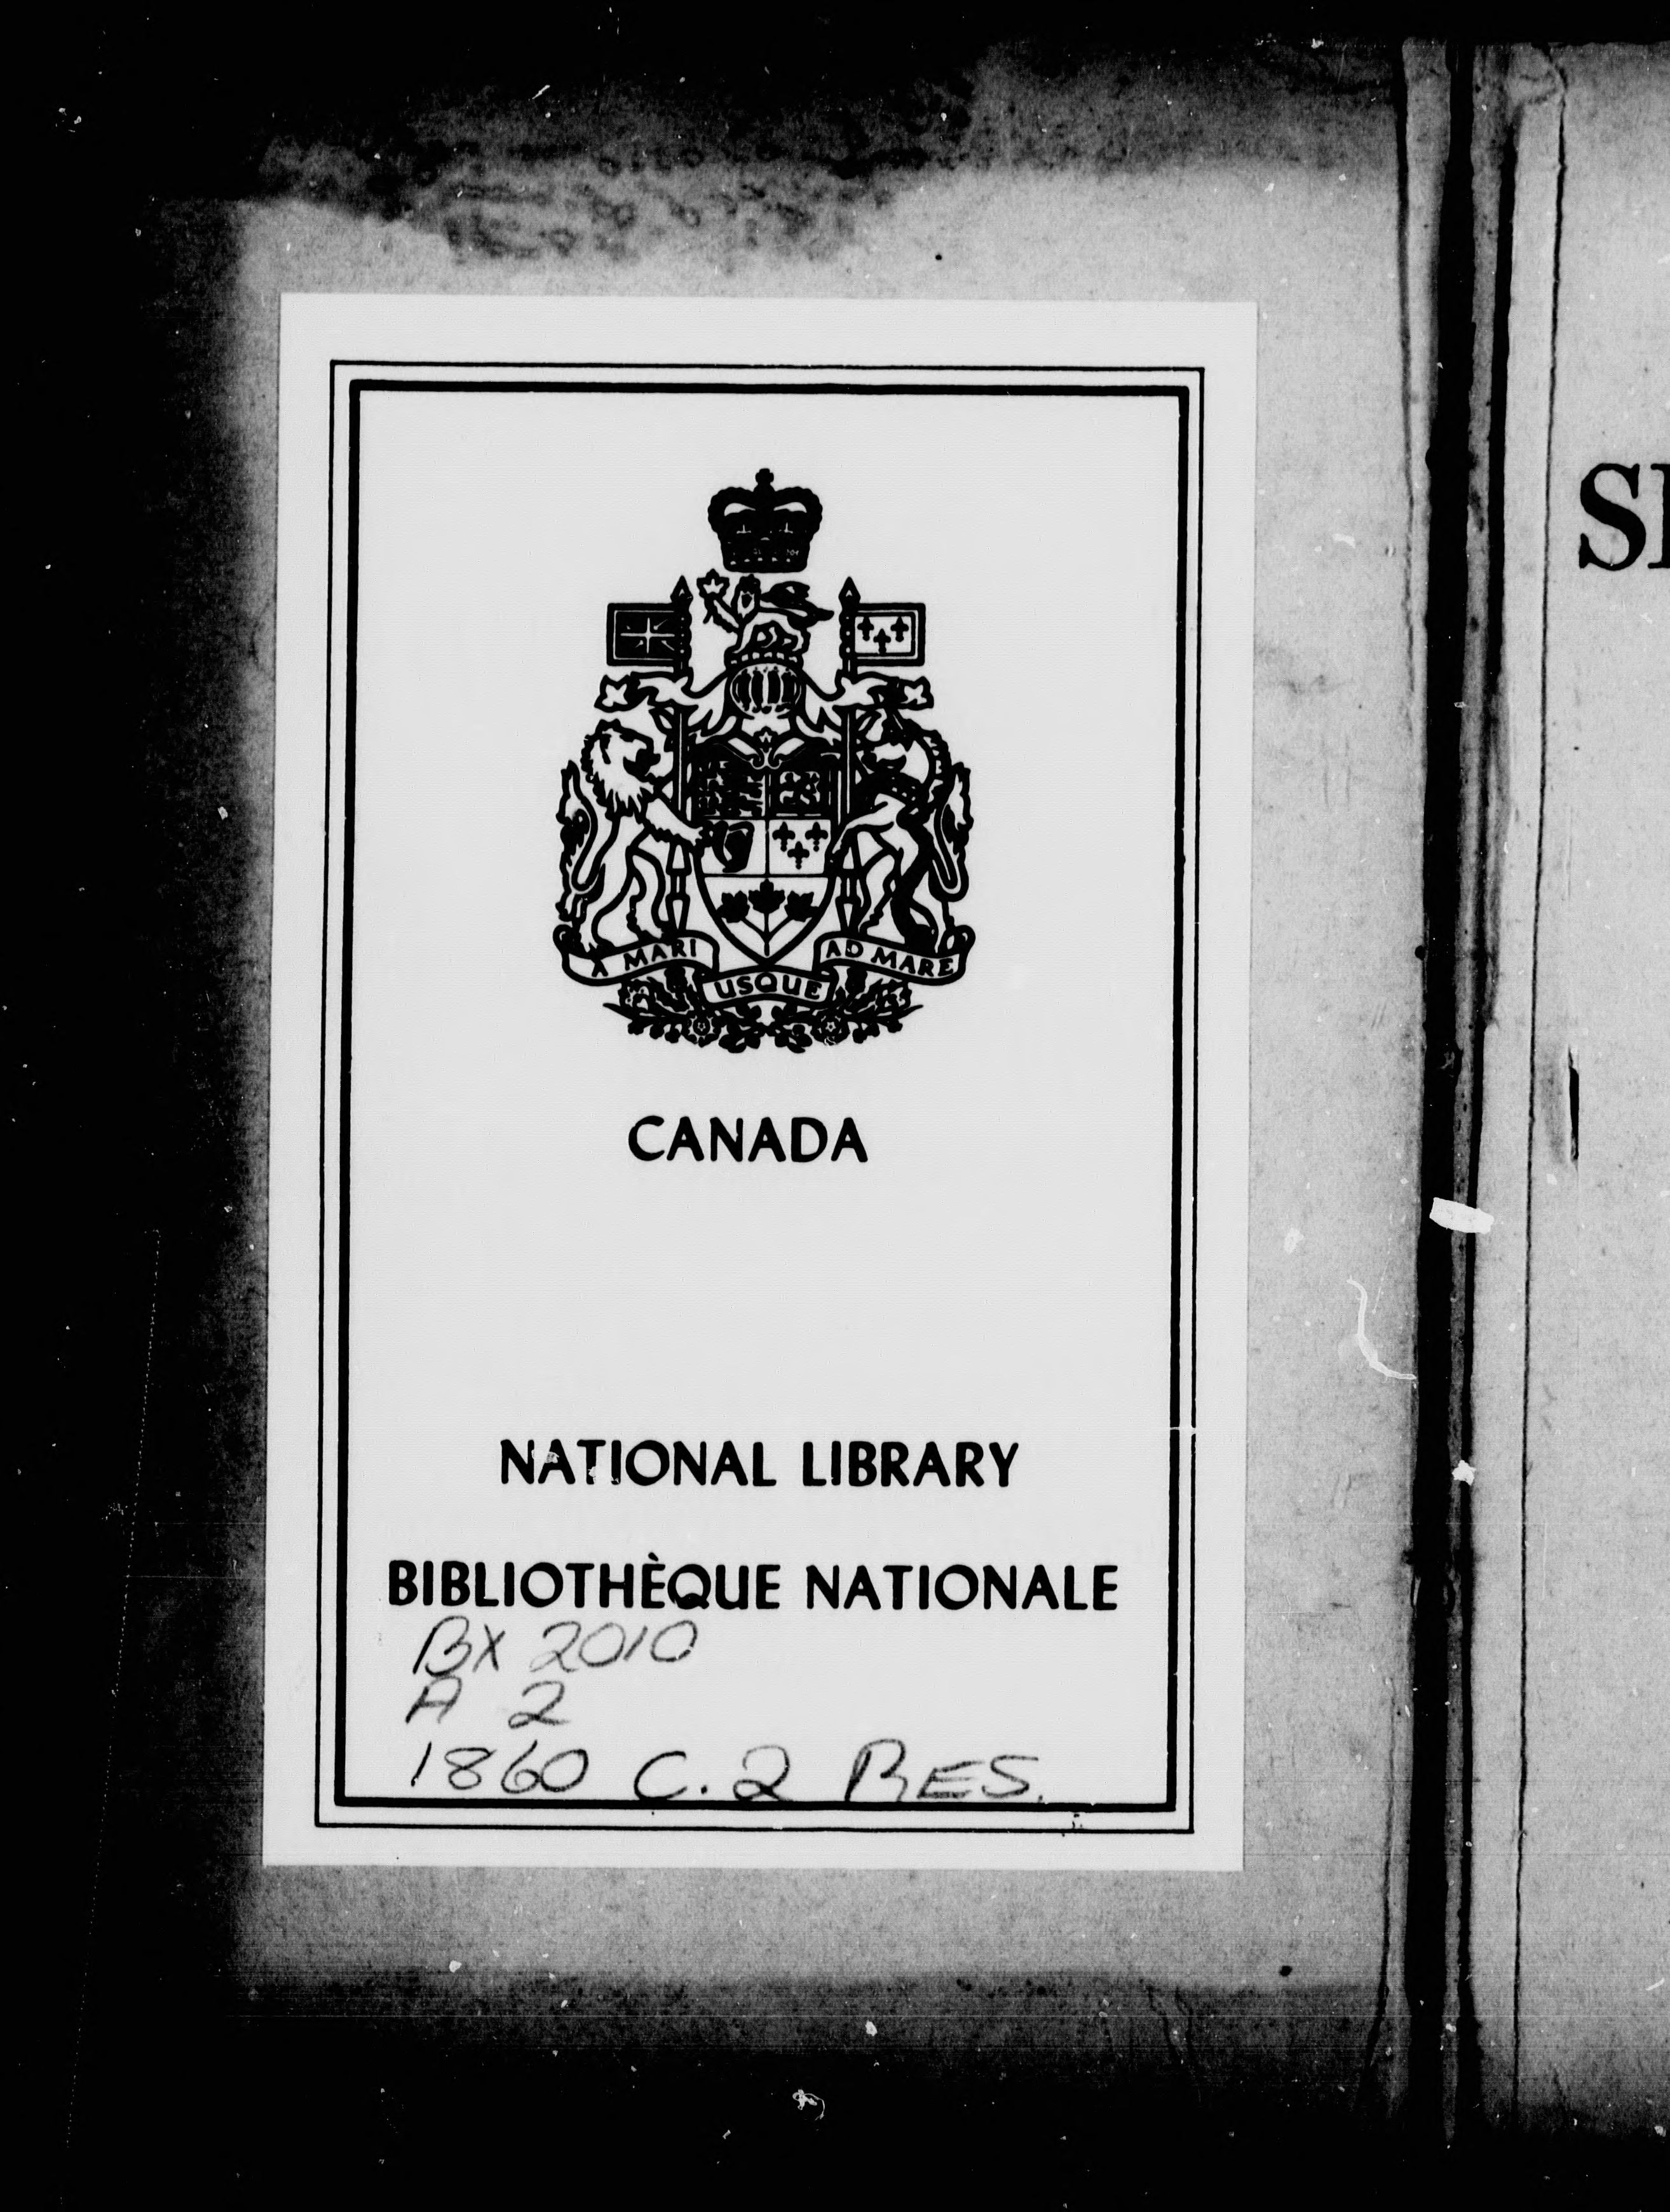 A MARI USQUE AD MARE
CANADA
NATIONAL LIBRARY
BIBLIOTHÈQUE NATIONALE
BX 2010
A 2
1860 C.2 RES.